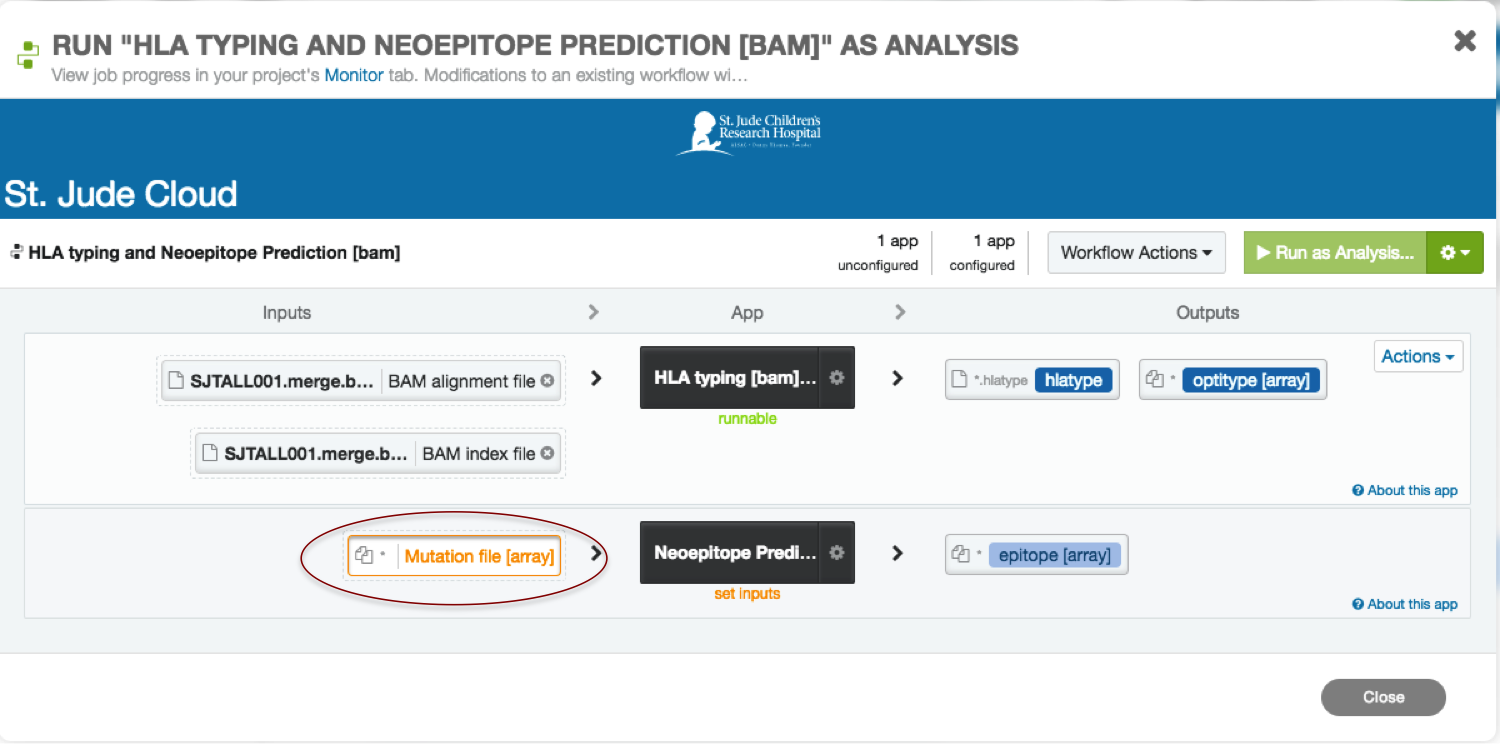 RUN "HLA TYPING AND NEOEPITOPE PREDICTION [BAM]" AS ANALYSIS
View job progress in your project's Monitor tab. Modifications to an existing workflow wi...
St. Jude Children's
Research Hospital
St. Jude Cloud
HLA typing and Neoepitope Prediction [bam]
1 app
unconfigured
1 app
configured
Workflow Actions
Run as Analysis...
Inputs
App
Outputs
SJTALL001.merge.b... BAM alignment file
HLA typing [bam]...
runnable
*.hlatype hlatype
* optitype [array]
Actions
SJTALL001.merge.b... BAM index file
About this app
* Mutation file [array]
Neoepitope Predi...
set inputs
* epitope [array]
About this app
Close